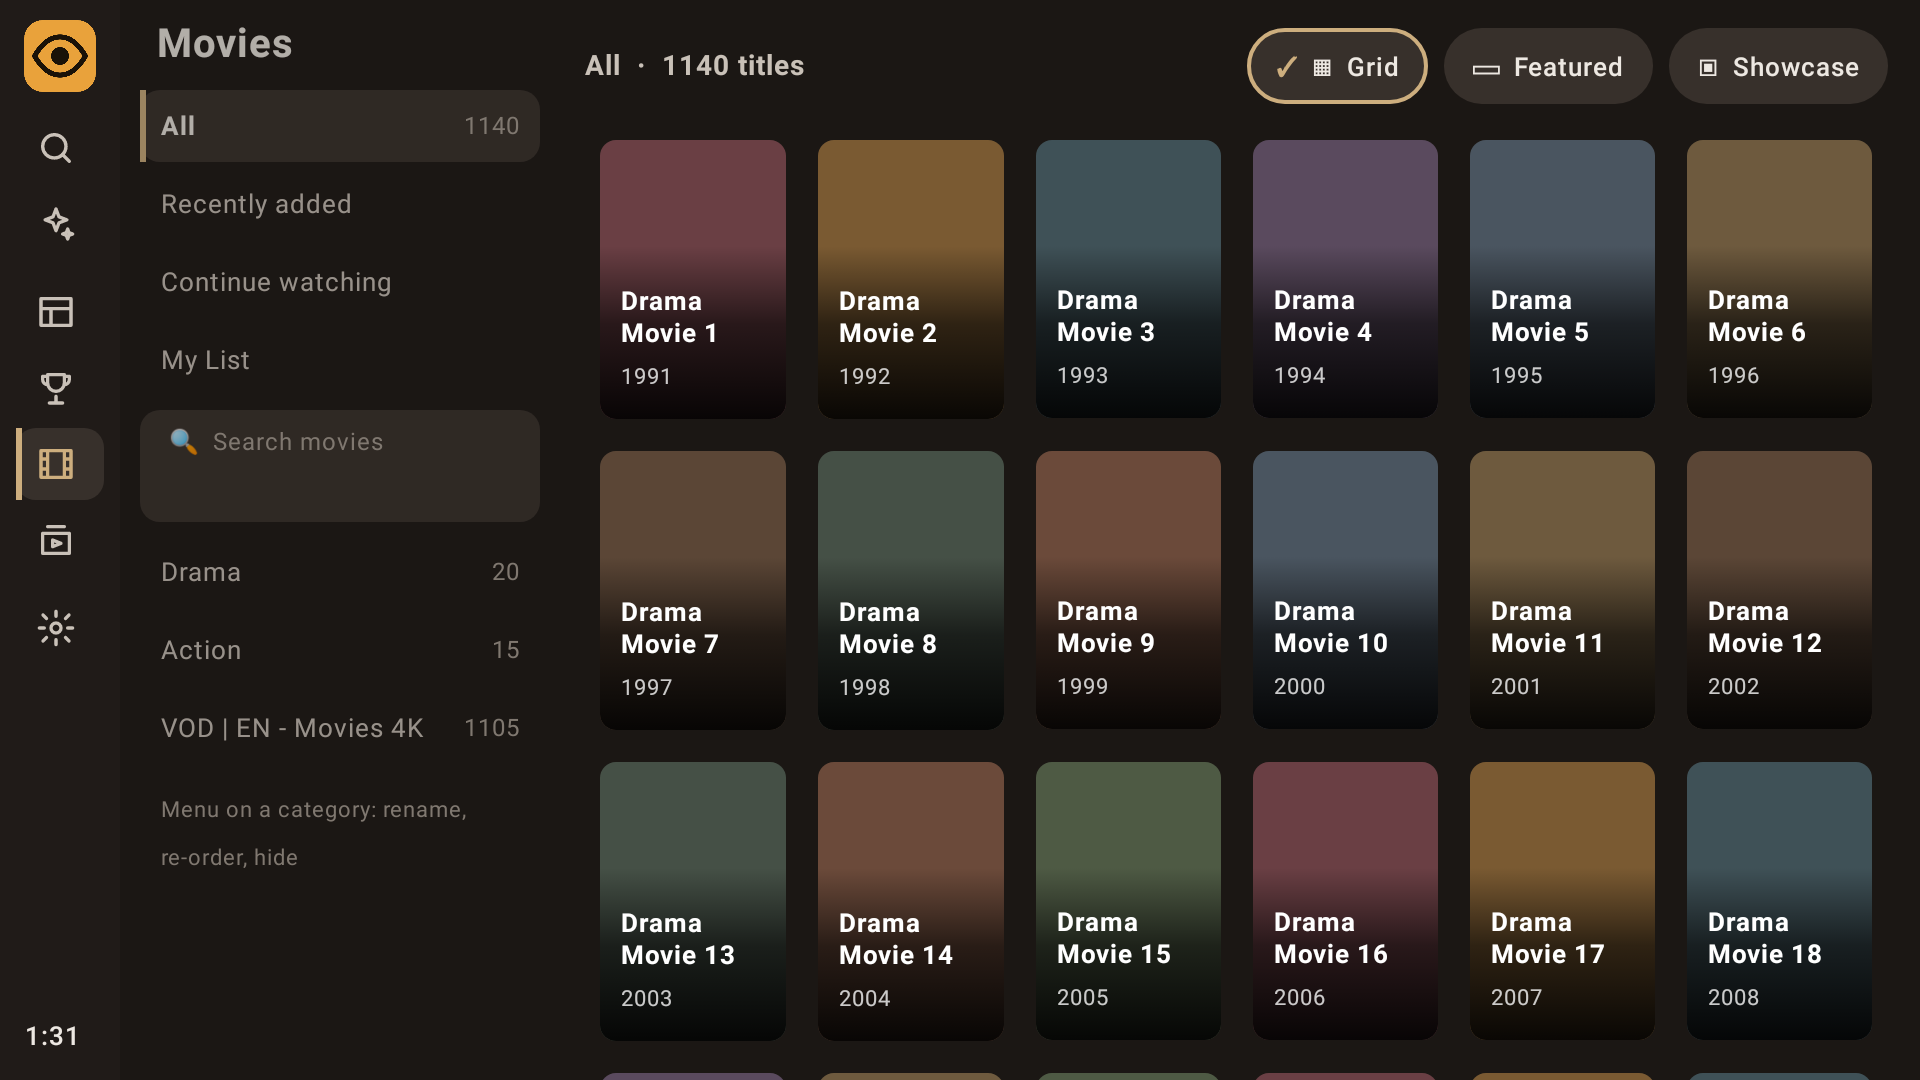 Movies
All 1140
Recently added
Continue watching
My List
Search movies
Drama 20
Action 15
VOD | EN - Movies 4K 1105
Menu on a category: rename,
re-order, hide
1:31
All · 1140 titles
✓ Grid
Featured
Showcase
Drama
Movie 1
1991
Drama
Movie 2
1992
Drama
Movie 3
1993
Drama
Movie 4
1994
Drama
Movie 5
1995
Drama
Movie 6
1996
Drama
Movie 7
1997
Drama
Movie 8
1998
Drama
Movie 9
1999
Drama
Movie 10
2000
Drama
Movie 11
2001
Drama
Movie 12
2002
Drama
Movie 13
2003
Drama
Movie 14
2004
Drama
Movie 15
2005
Drama
Movie 16
2006
Drama
Movie 17
2007
Drama
Movie 18
2008